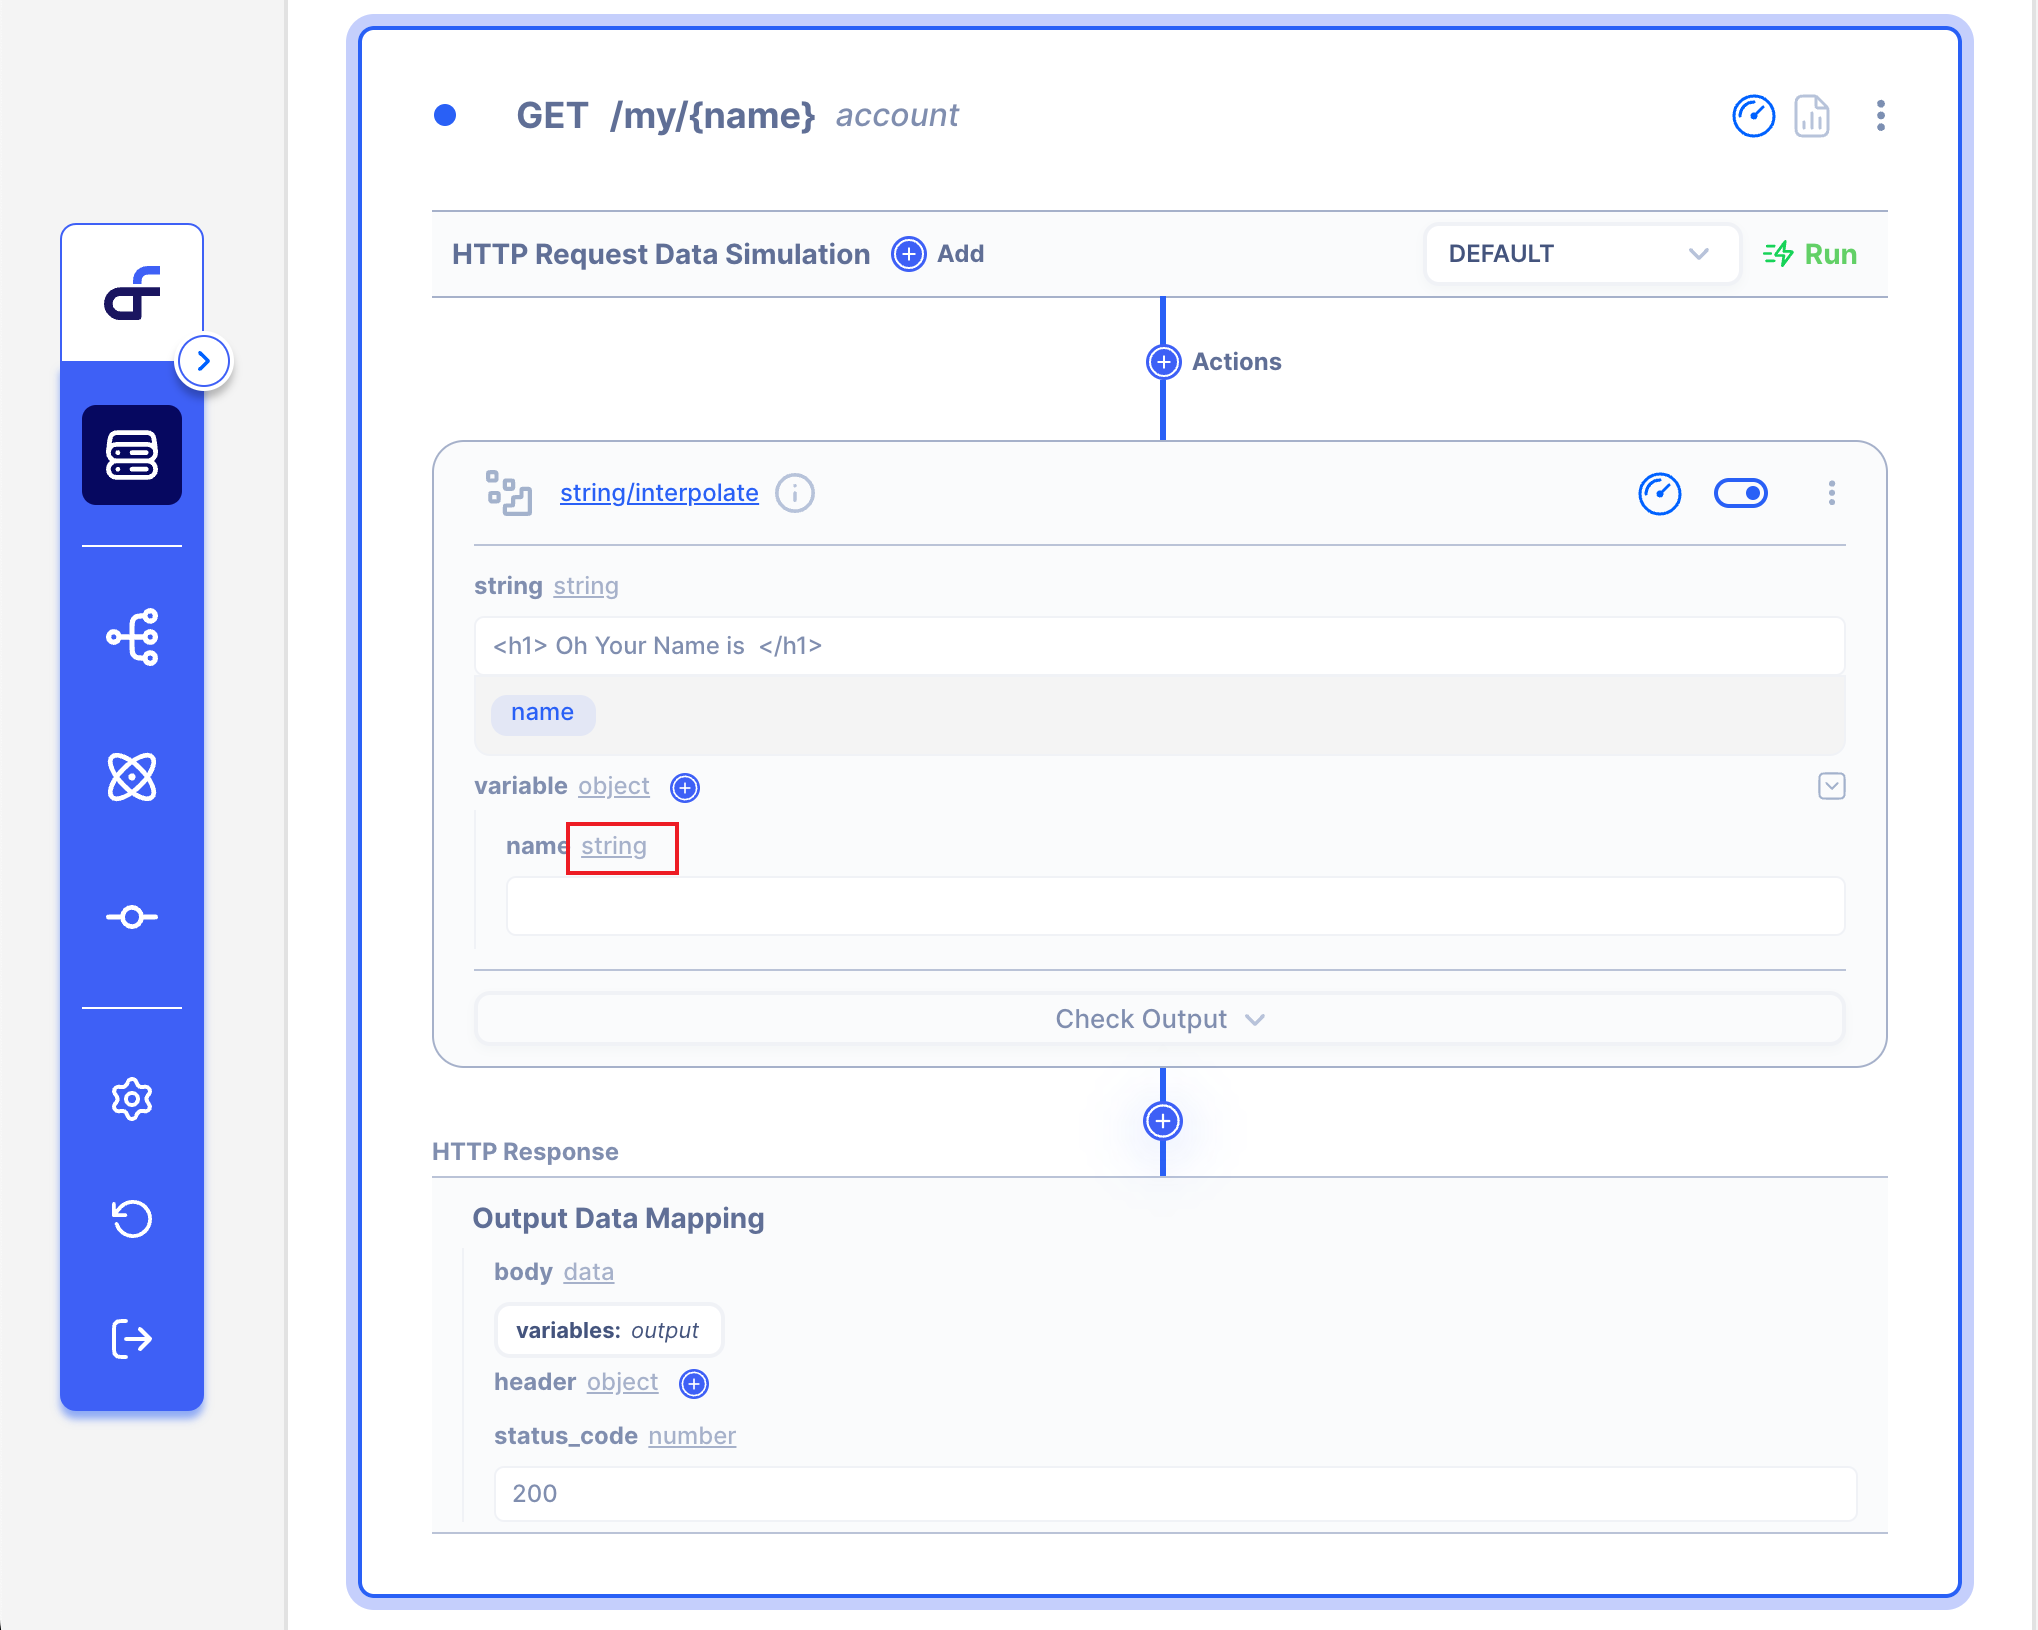 GET /my/{name} account
HTTP Request Data Simulation Add DEFAULT Run
Actions
string/interpolate
string string
<h1> Oh Your Name is </h1>
name
variable object
name string
Check Output
HTTP Response
Output Data Mapping
body data
variables: output
header object
status_code number
200